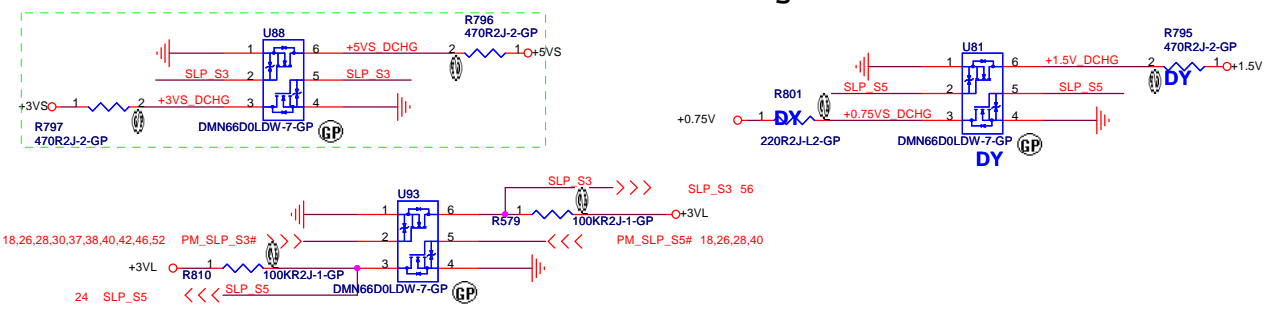 R796
470R2J-2-GP
U88
1 6 +5VS_DCHG 2 1 +5VS
SLP_S3 2 5 SLP_S3
+3VS 1 2 +3VS_DCHG 3 4
R797
470R2J-2-GP
DMN66D0LDW-7-GP GP
R795
470R2J-2-GP
U81
1 6 +1.5V_DCHG 2 1 +1.5V
DY
R801
SLP_S5 2 5 SLP_S5
+0.75V 1 DY +0.75VS_DCHG 3 4
220R2J-L2-GP
DMN66D0LDW-7-GP GP
DY
U93
SLP_S3 SLP_S3 56
1 6 R579 1 100KR2J-1-GP +3VL
18,26,28,30,37,38,40,42,46,52 PM_SLP_S3# 2 5 PM_SLP_S5# 18,26,28,40
+3VL R810 1 100KR2J-1-GP 3 4
24 SLP_S5 SLP_S5
DMN66D0LDW-7-GP GP